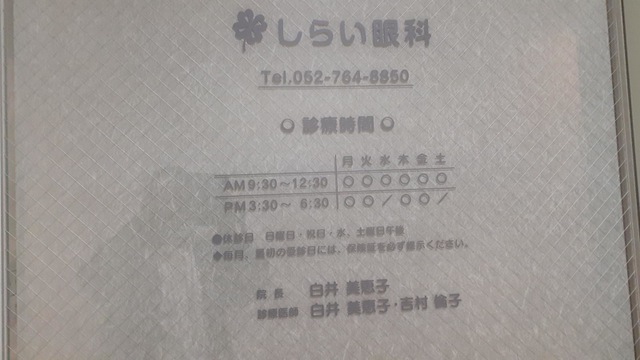 しらい眼科
Tel.052-764-8850
診療時間
月 火 水 木 金 土
AM 9:30～12:30 ○ ○ ○ ○ ○ ○
PM 3:30～ 6:30 ○ ○ ／ ○ ○ ／
●休診日 日曜日・祝日・水、土曜日午後
◆毎月、最初の受診日には、保険証を必ず提示ください。
院長 白井 美恵子
診療医師 白井 美恵子・吉村 倫子